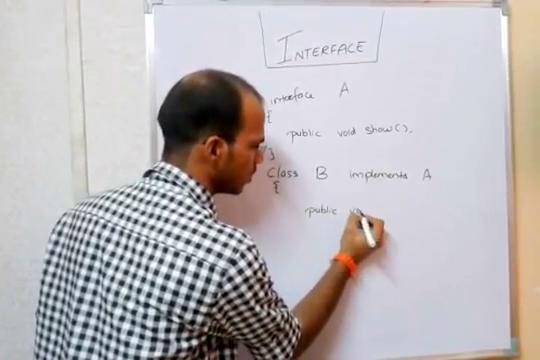 INTERFACE
interface A
{
public void show();
}
Class B implements A
{
public